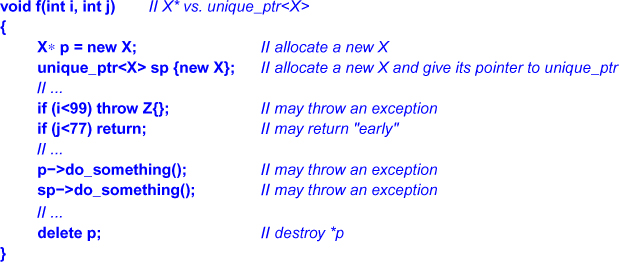 void f(int i, int j) // X* vs. unique_ptr<X>
{
X∗ p = new X; // allocate a new X
unique_ptr<X> sp {new X}; // allocate a new X and give its pointer to unique_ptr
// ...
if (i<99) throw Z{}; // may throw an exception
if (j<77) return; // may return "early"
// ...
p−>do_something(); // may throw an exception
sp−>do_something(); // may throw an exception
// ...
delete p; // destroy *p
}